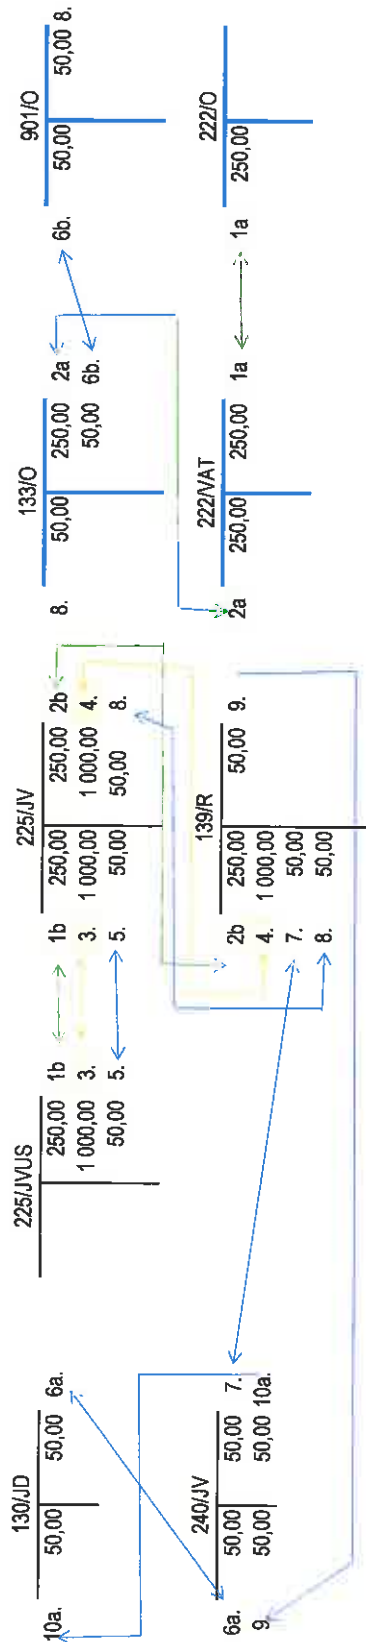 130/JD
10a. 50,00 50,00 6a.
225/JVUS
250,00 1b
1 000,00 3.
50,00 5.
225/JV
1b 250,00 250,00 2b
3. 1 000,00 1 000,00 4.
5. 50,00 50,00 8.
133/O
8. 50,00 250,00 2a
50,00 6b.
901/O
6b. 50,00 50,00 8.
240/JV
6a. 50,00 50,00 7.
9 50,00 50,00 10a.
139/R
2b 250,00 50,00 9.
4. 1 000,00
7. 50,00
8. 50,00
222/VAT
2a 250,00 250,00 1a
222/O
1a 250,00